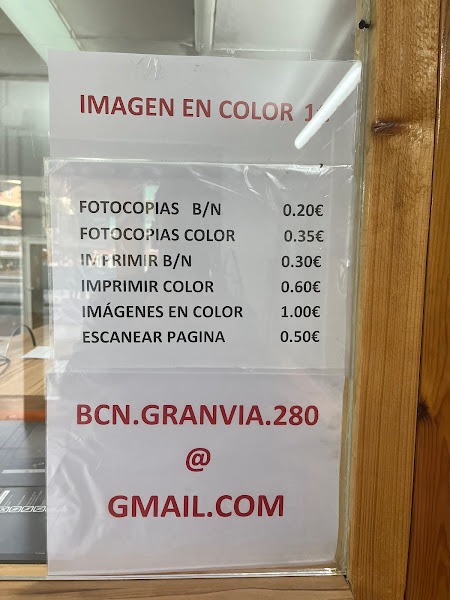 IMAGEN EN COLOR
FOTOCOPIAS B/N 0.20€
FOTOCOPIAS COLOR 0.35€
IMPRIMIR B/N 0.30€
IMPRIMIR COLOR 0.60€
IMÁGENES EN COLOR 1.00€
ESCANEAR PAGINA 0.50€
BCN.GRANVIA.280
@
GMAIL.COM